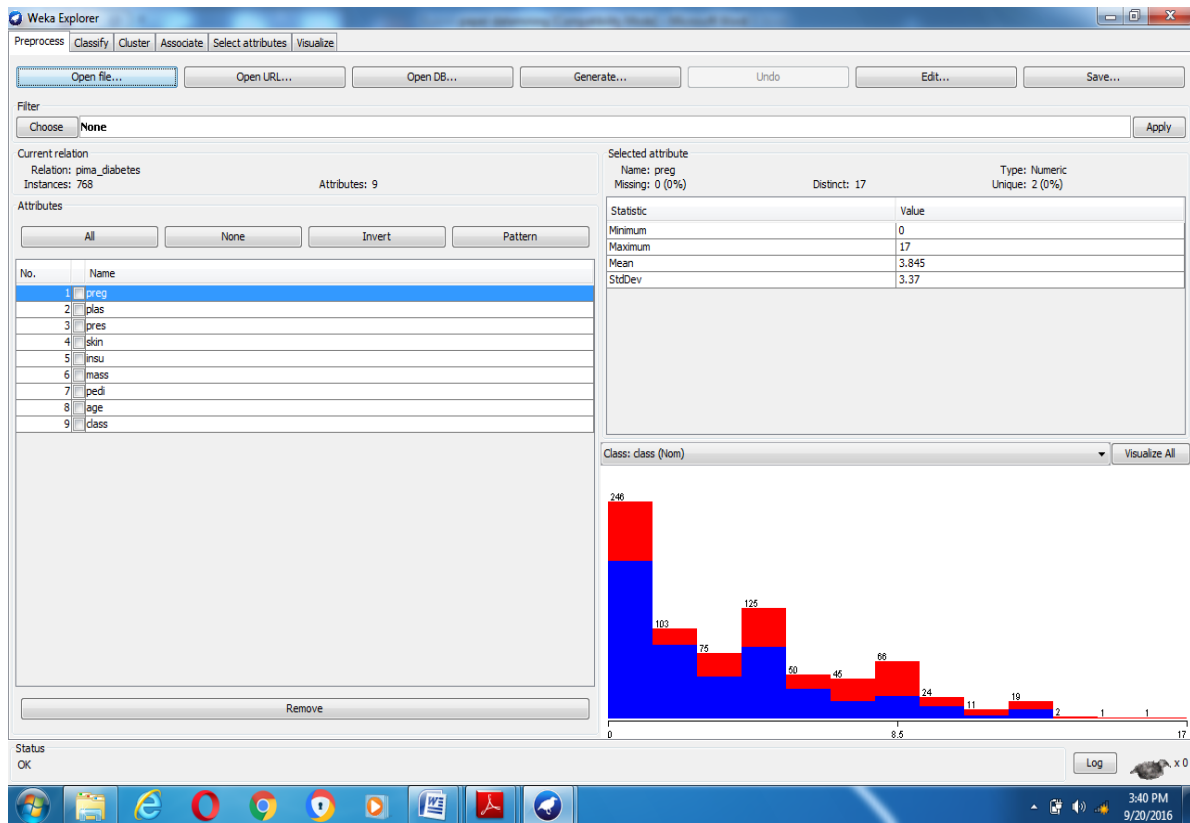 Weka Explorer
Preprocess Classify Cluster Associate Select attributes Visualize
Open file... Open URL... Open DB... Generate... Undo Edit... Save...
Filter
Choose None Apply
Current relation
Relation: pima_diabetes
Instances: 768 Attributes: 9
Attributes
All None Invert Pattern
No. Name
1 preg
2 plas
3 pres
4 skin
5 insu
6 mass
7 pedi
8 age
9 class
Remove
Selected attribute
Name: preg Type: Numeric
Missing: 0 (0%) Distinct: 17 Unique: 2 (0%)
Statistic Value
Minimum 0
Maximum 17
Mean 3.845
StdDev 3.37
Class: class (Nom) Visualize All
246
103
75
125
50
45
66
24
11
19
2
1
1
0 8.5 17
Status
OK
Log x 0
3:40 PM
9/20/2016